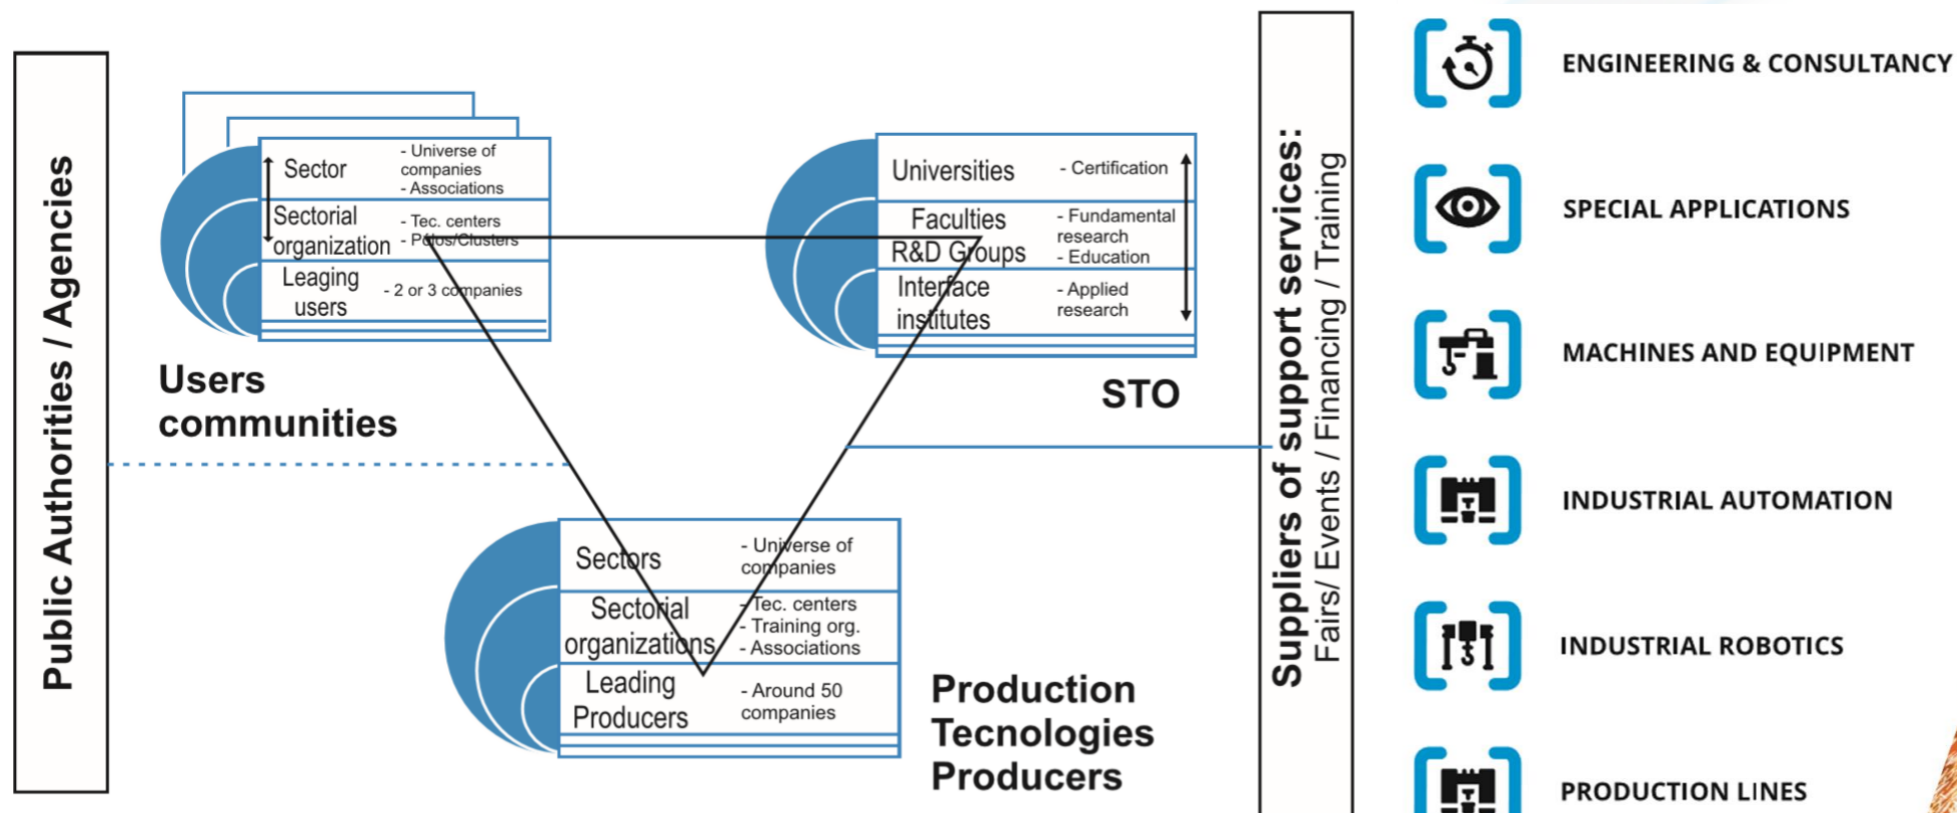 Public Authorities / Agencies
Sector
- Universe of
companies
- Associations
Sectorial
organization
- Tec. centers
- Polos/Clusters
Leaging
users
- 2 or 3 companies
Users
communities
Universities
- Certification
Faculties
R&D Groups
- Fundamental
research
- Education
Interface
institutes
- Applied
research
STO
Sectors
- Universe of
companies
Sectorial
organizations
- Tec. centers
- Training org.
- Associations
Leading
Producers
- Around 50
companies
Production
Tecnologies
Producers
Suppliers of support services:
Fairs/ Events / Financing / Training
ENGINEERING & CONSULTANCY
SPECIAL APPLICATIONS
MACHINES AND EQUIPMENT
INDUSTRIAL AUTOMATION
INDUSTRIAL ROBOTICS
PRODUCTION LINES